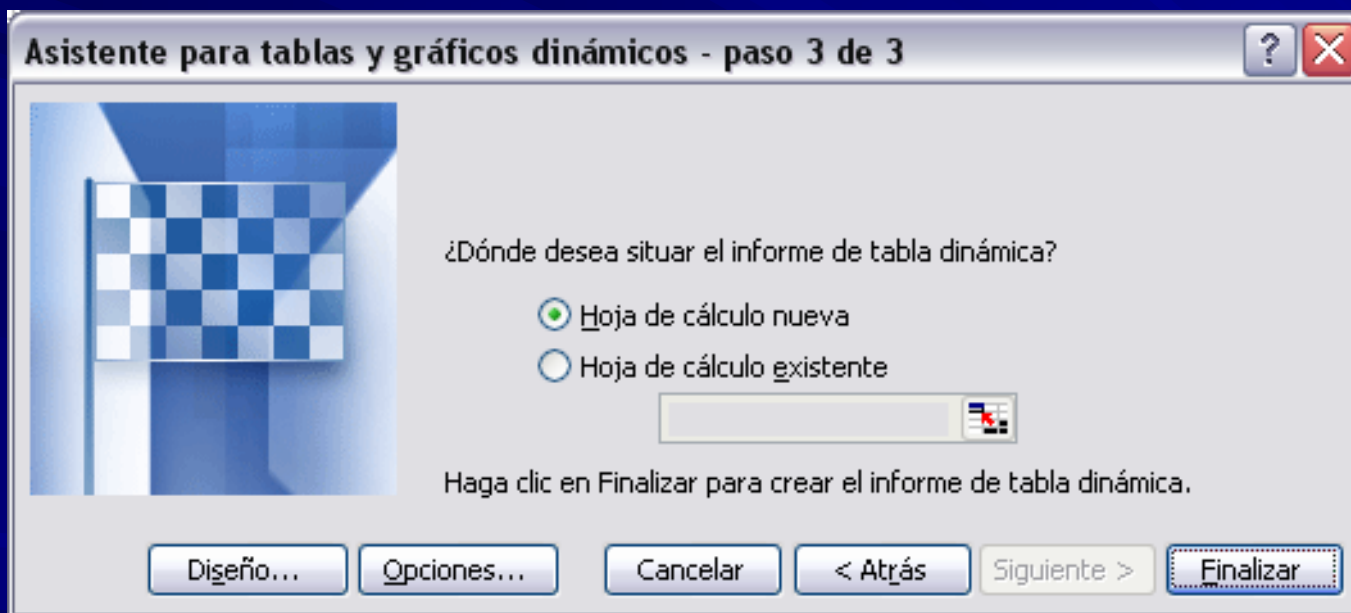 Asistente para tablas y gráficos dinámicos - paso 3 de 3
?
¿Dónde desea situar el informe de tabla dinámica?
Hoja de cálculo nueva
Hoja de cálculo existente
Haga clic en Finalizar para crear el informe de tabla dinámica.
Diseño... Opciones... Cancelar < Atrás Siguiente > Finalizar